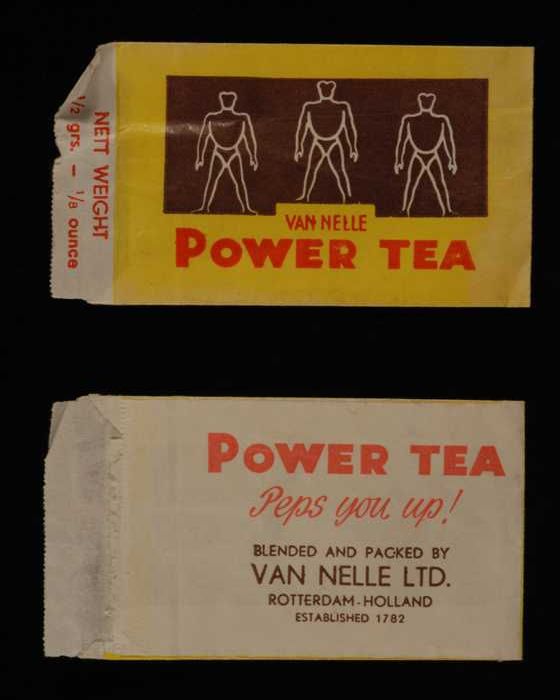 NETT WEIGHT
½ grs. — ⅛ ounce
VAN NELLE
POWER TEA
POWER TEA
Peps you up!
BLENDED AND PACKED BY
VAN NELLE LTD.
ROTTERDAM-HOLLAND
ESTABLISHED 1782